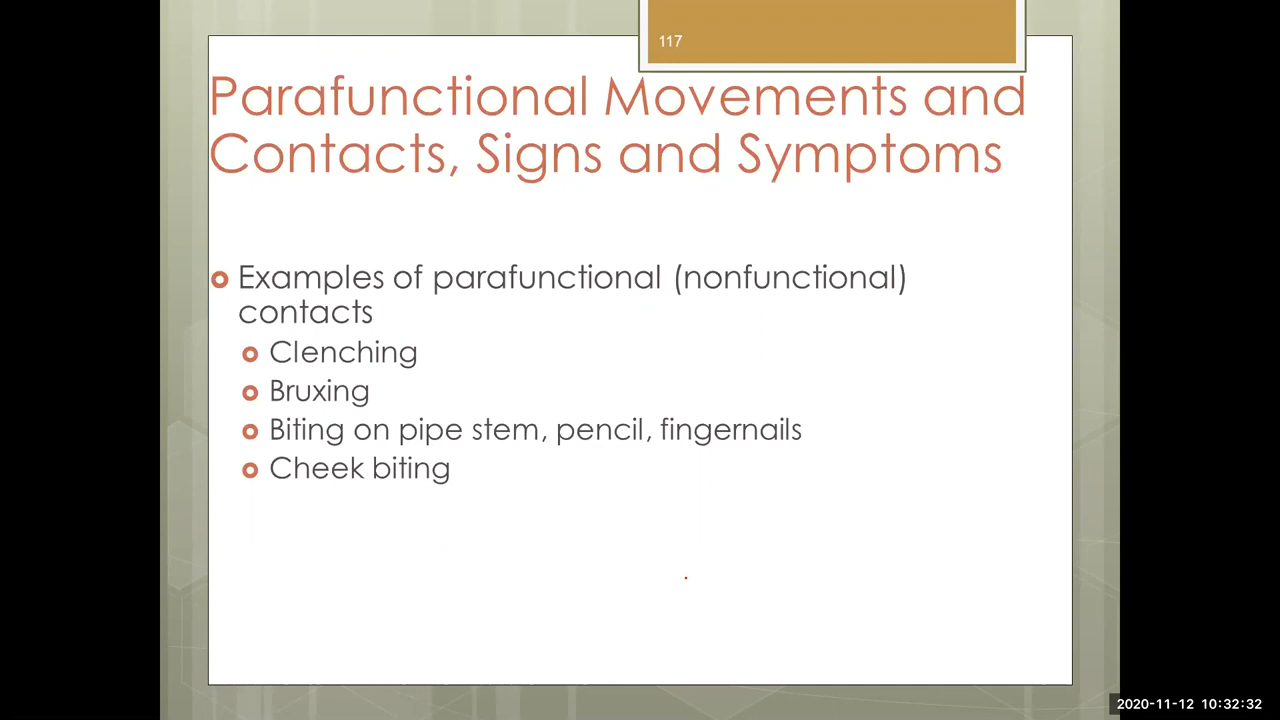 117
Parafunctional Movements and
Contacts, Signs and Symptoms
Examples of parafunctional (nonfunctional)
contacts
Clenching
Bruxing
Biting on pipe stem, pencil, fingernails
Cheek biting
2020-11-12 10:32:32